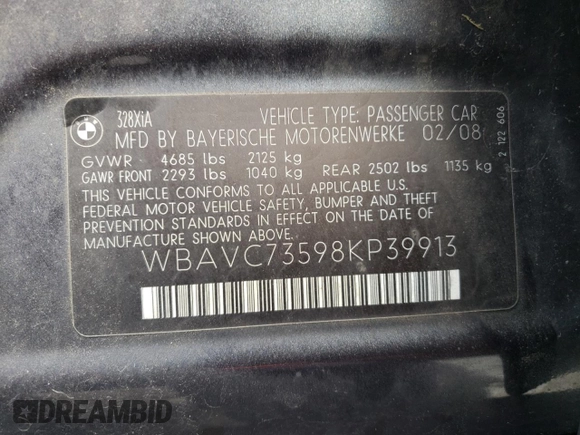 BMW
328XiA VEHICLE TYPE: PASSENGER CAR
MFD BY BAYERISCHE MOTORENWERKE 02/08
GVWR 4685 lbs 2125 kg
GAWR FRONT 2293 lbs 1040 kg REAR 2502 lbs 1135 kg
THIS VEHICLE CONFORMS TO ALL APPLICABLE U.S.
FEDERAL MOTOR VEHICLE SAFETY, BUMPER AND THEFT
PREVENTION STANDARDS IN EFFECT ON THE DATE OF
MANUFACTURE SHOWN ABOVE.
WBAVC73598KP39913
2 122 606
DREAMBID